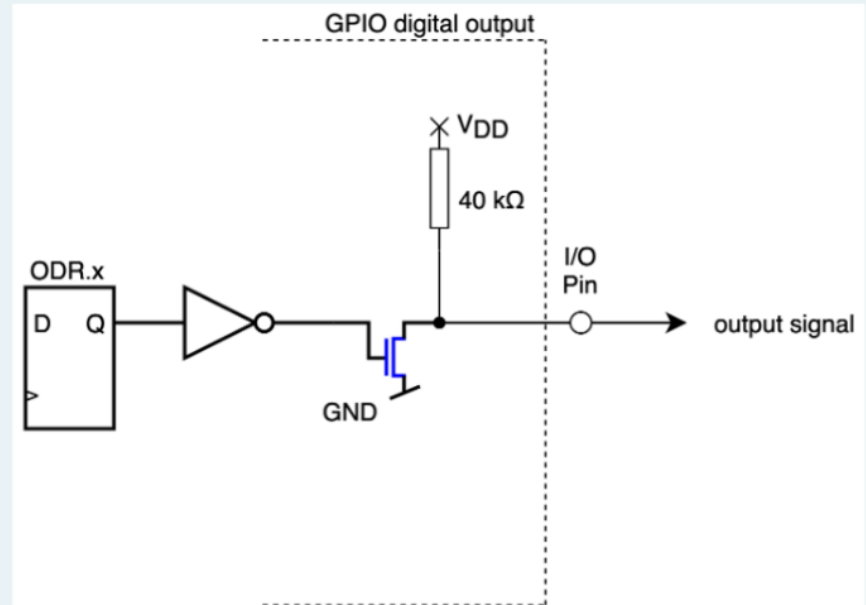 GPIO digital output
VDD
40 kΩ
I/O
Pin
ODR.x
D Q
output signal
GND